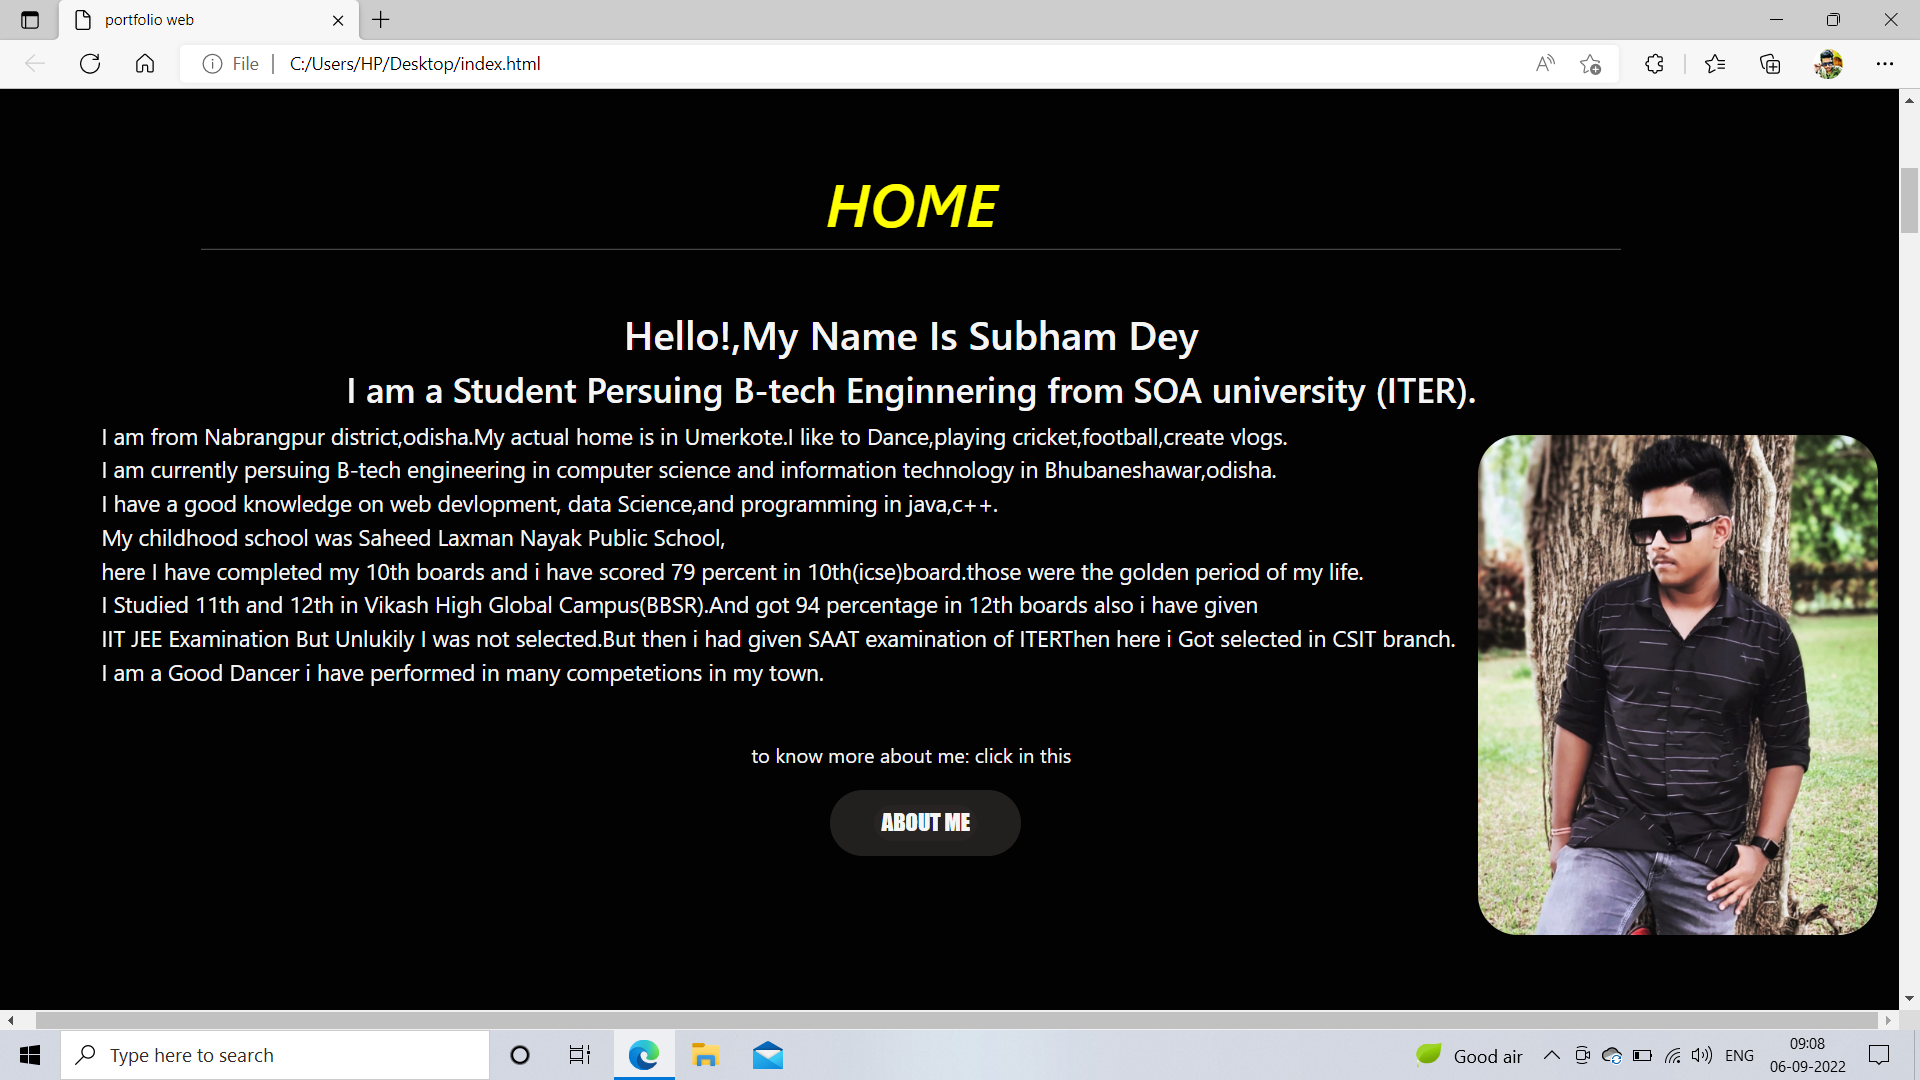 portfolio web
File
C:/Users/HP/Desktop/index.html
HOME
Hello!,My Name Is Subham Dey
I am a Student Persuing B-tech Enginnering from SOA university (ITER).
I am from Nabrangpur district,odisha.My actual home is in Umerkote.I like to Dance,playing cricket,football,create vlogs.
I am currently persuing B-tech engineering in computer science and information technology in Bhubaneshawar,odisha.
I have a good knowledge on web devlopment, data Science,and programming in java,c++.
My childhood school was Saheed Laxman Nayak Public School,
here I have completed my 10th boards and i have scored 79 percent in 10th(icse)board.those were the golden period of my life.
I Studied 11th and 12th in Vikash High Global Campus(BBSR).And got 94 percentage in 12th boards also i have given
IIT JEE Examination But Unlukily I was not selected.But then i had given SAAT examination of ITERThen here i Got selected in CSIT branch.
I am a Good Dancer i have performed in many competetions in my town.
to know more about me: click in this
ABOUT ME
Type here to search
Good air
ENG
09:08
06-09-2022